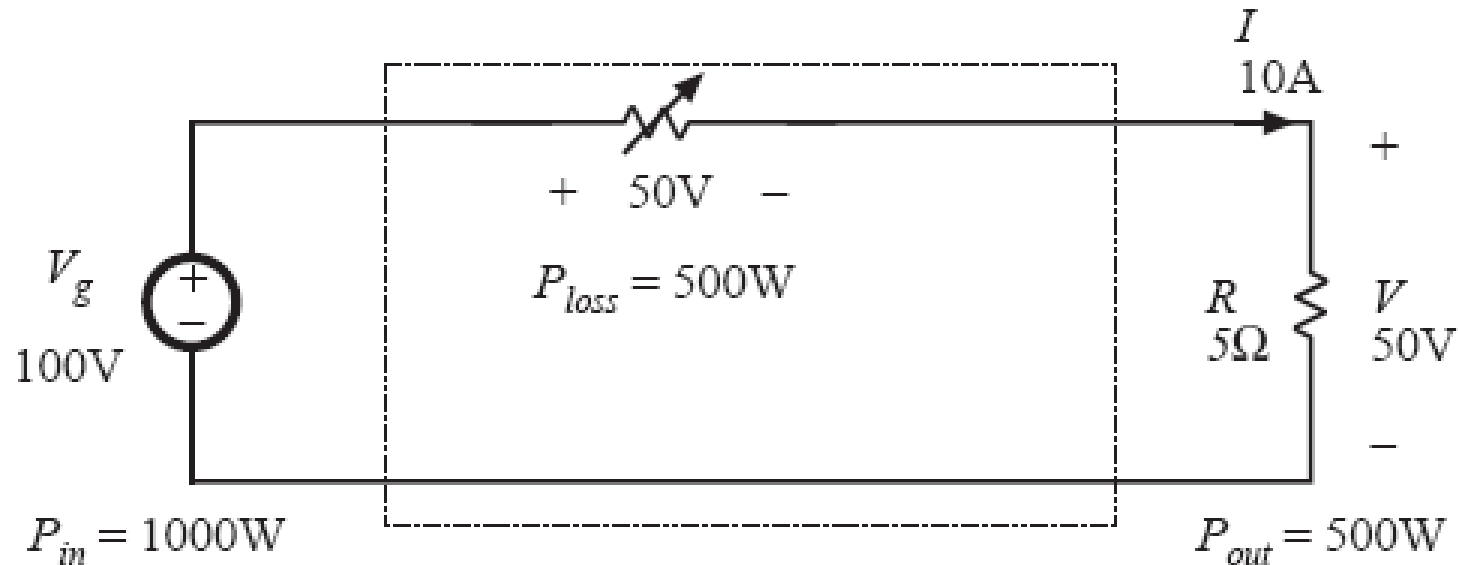 I
10A
+
+ 50V –
V_g
+
–
100V
P_loss = 500W
R
5Ω
V
50V
–
P_in = 1000W
P_out = 500W